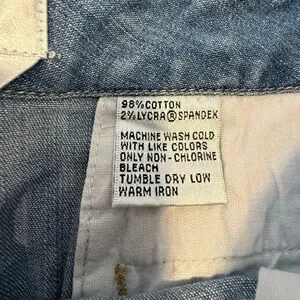 98% COTTON
2% LYCRA ® SPANDEX
MACHINE WASH COLD
WITH LIKE COLORS
ONLY NON-CHLORINE
BLEACH
TUMBLE DRY LOW
WARM IRON